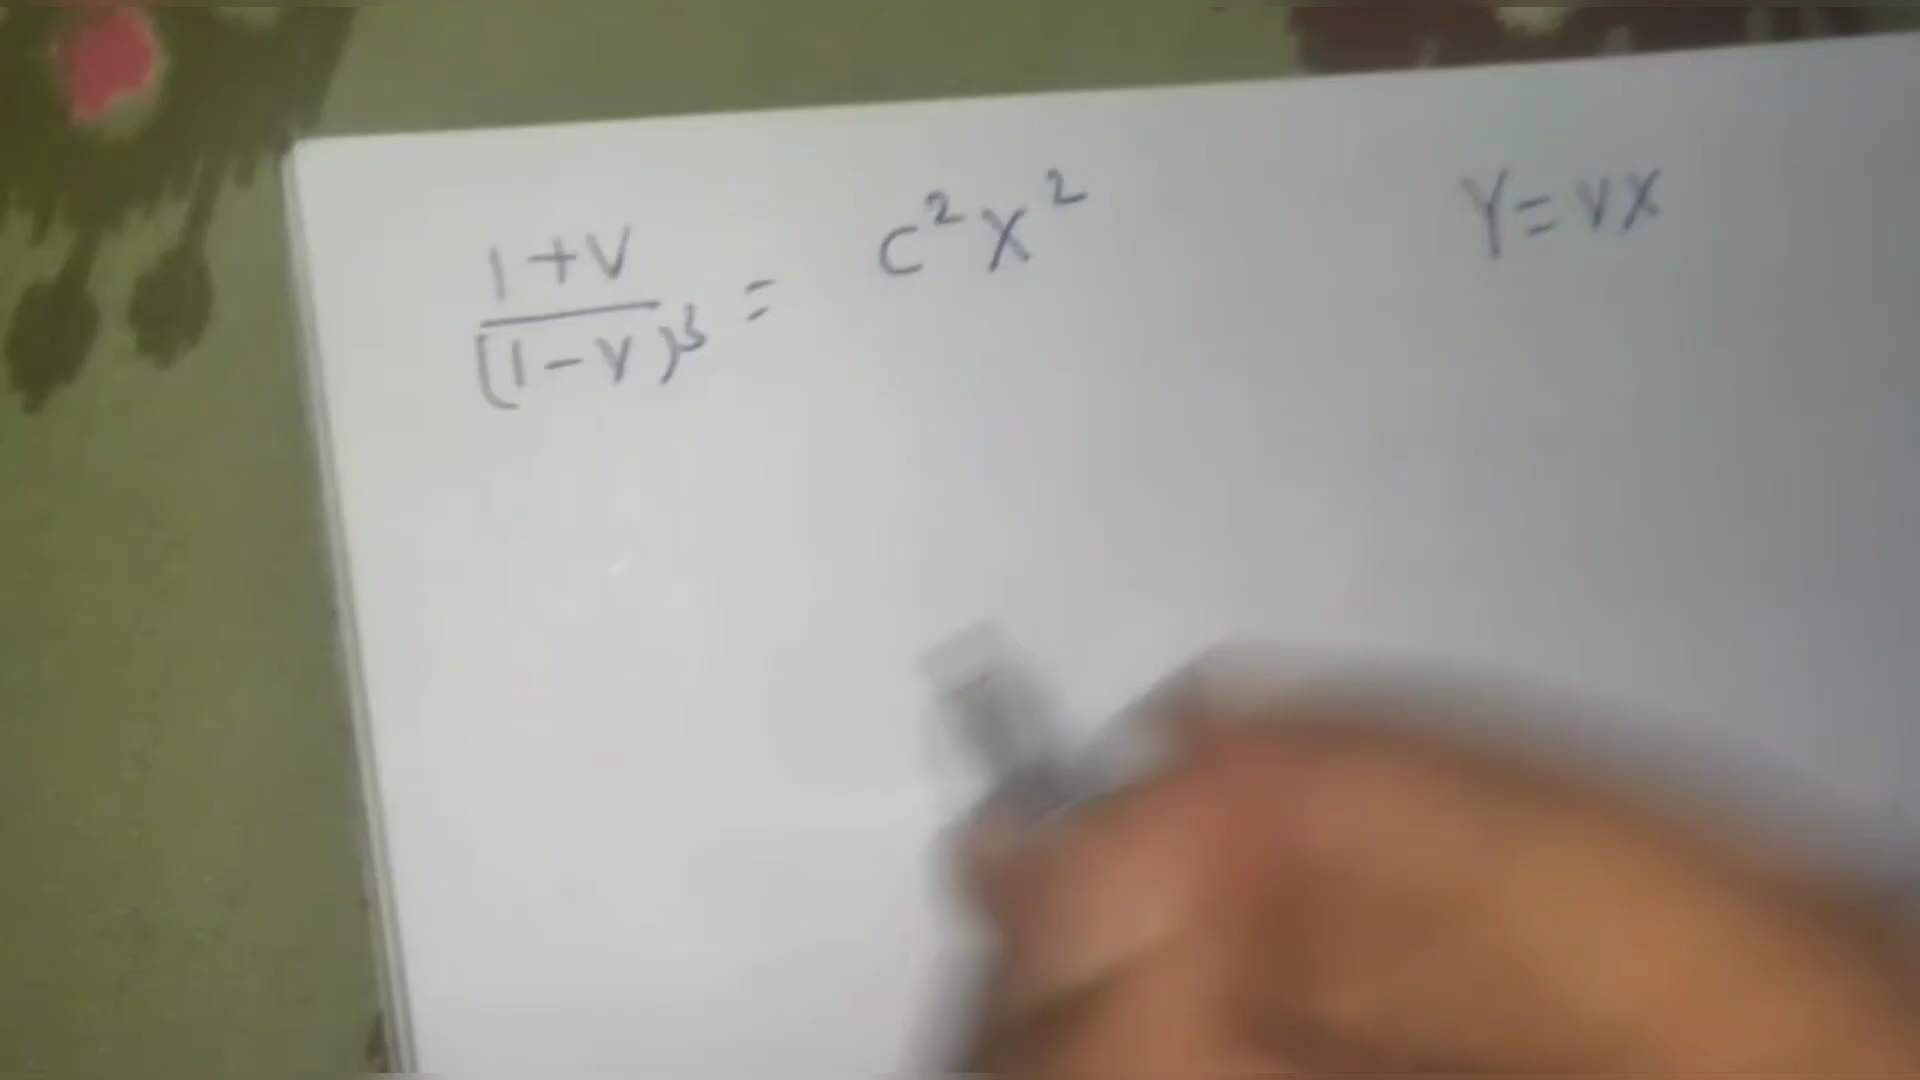 1+V
——— = C²X²
(1-V)³
Y=VX